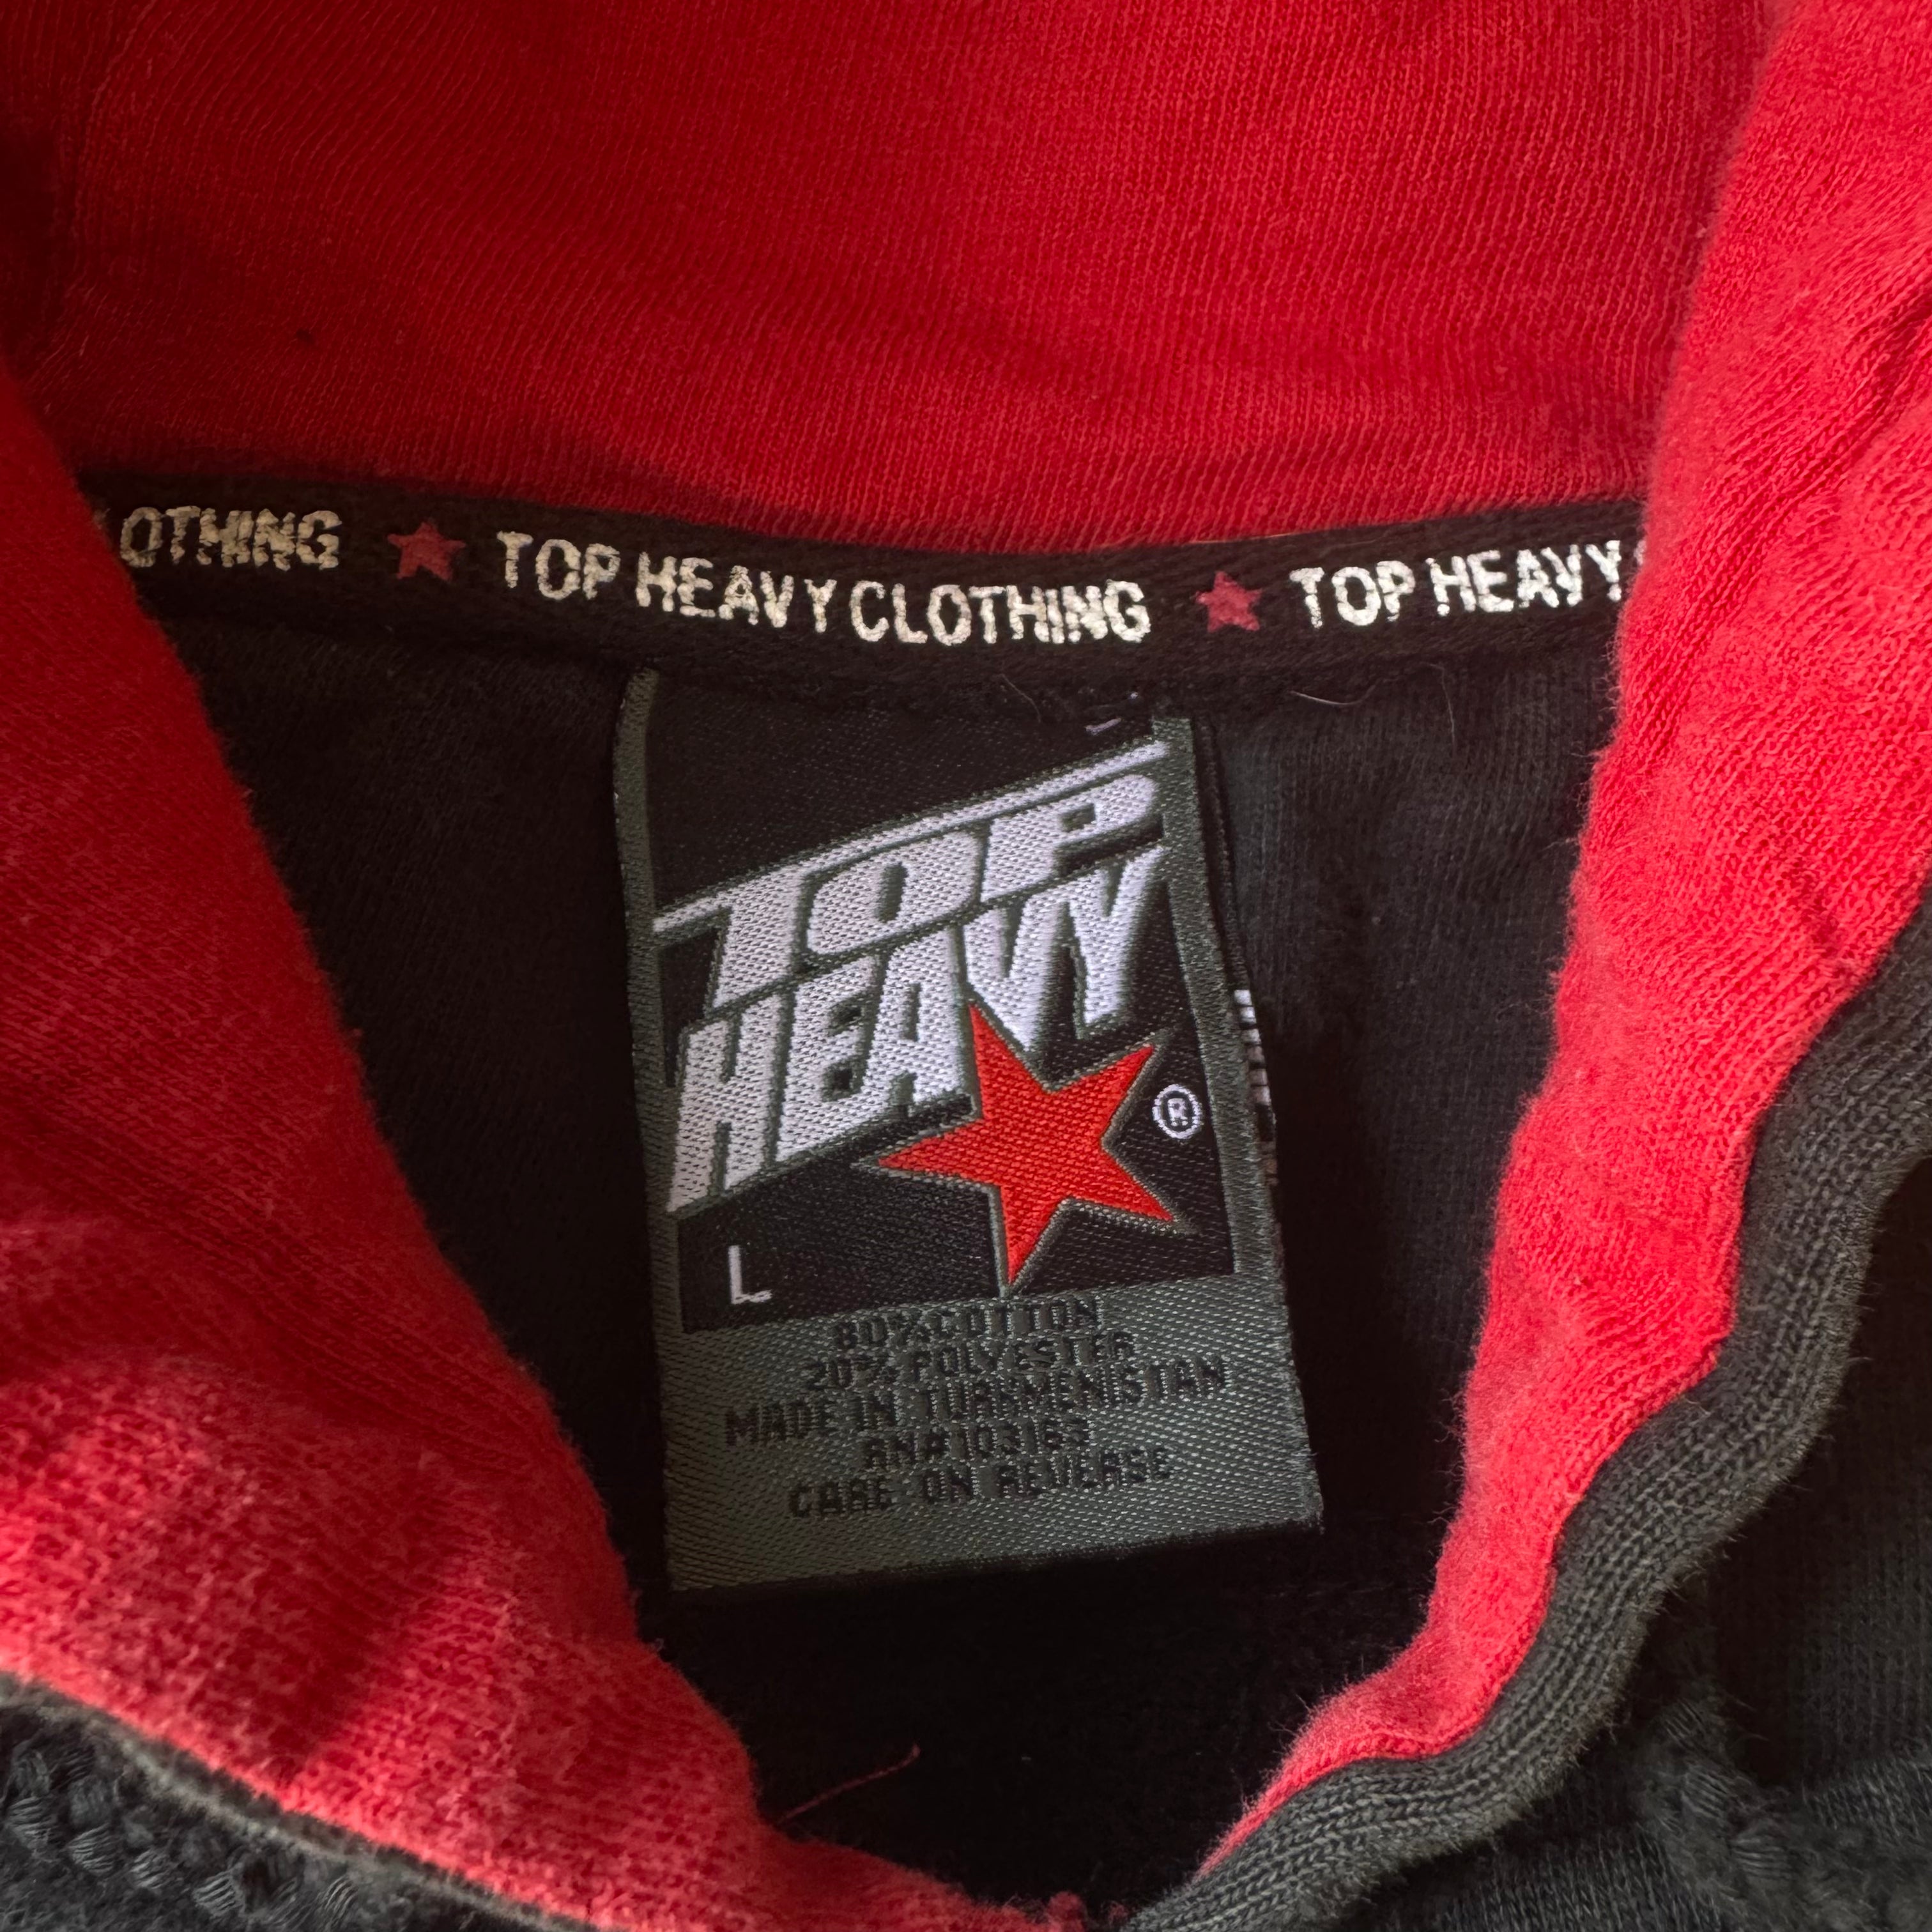 LOTHING ★ TOP HEAVY CLOTHING ★ TOP HEAVY
TOP
HEAVY
®
L
80% COTTON
20% POLYESTER
MADE IN TURKMENISTAN
RN# 103163
CARE ON REVERSE